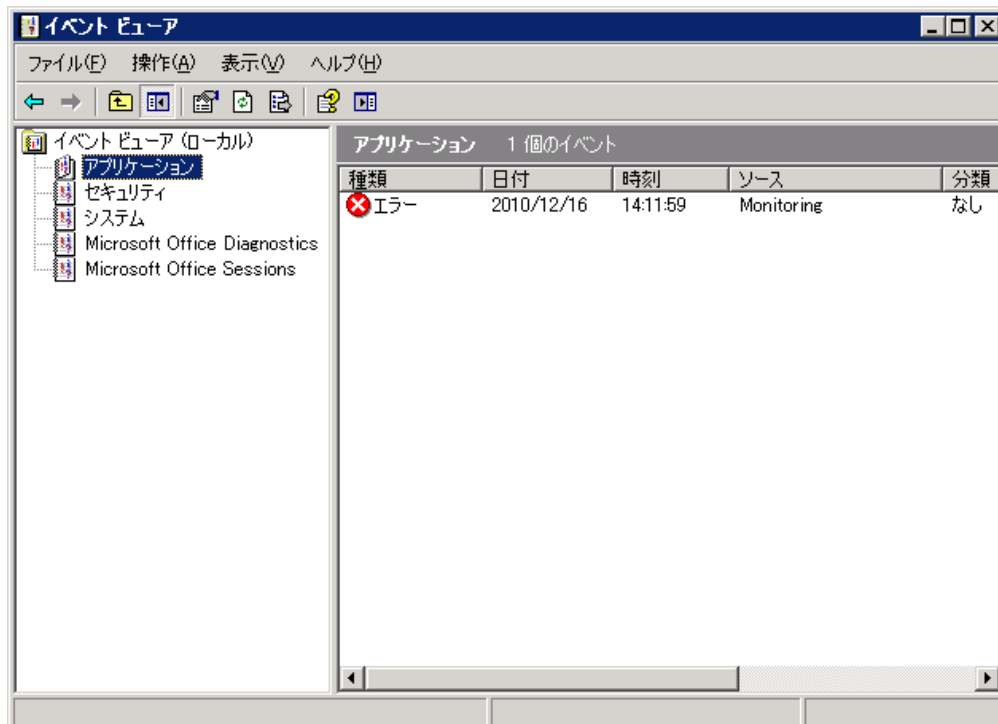 イベント ビューア
ファイル(F) 操作(A) 表示(V) ヘルプ(H)
イベント ビューア (ローカル)
アプリケーション
セキュリティ
システム
Microsoft Office Diagnostics
Microsoft Office Sessions
アプリケーション 1 個のイベント
種類 日付 時刻 ソース 分類
エラー 2010/12/16 14:11:59 Monitoring なし